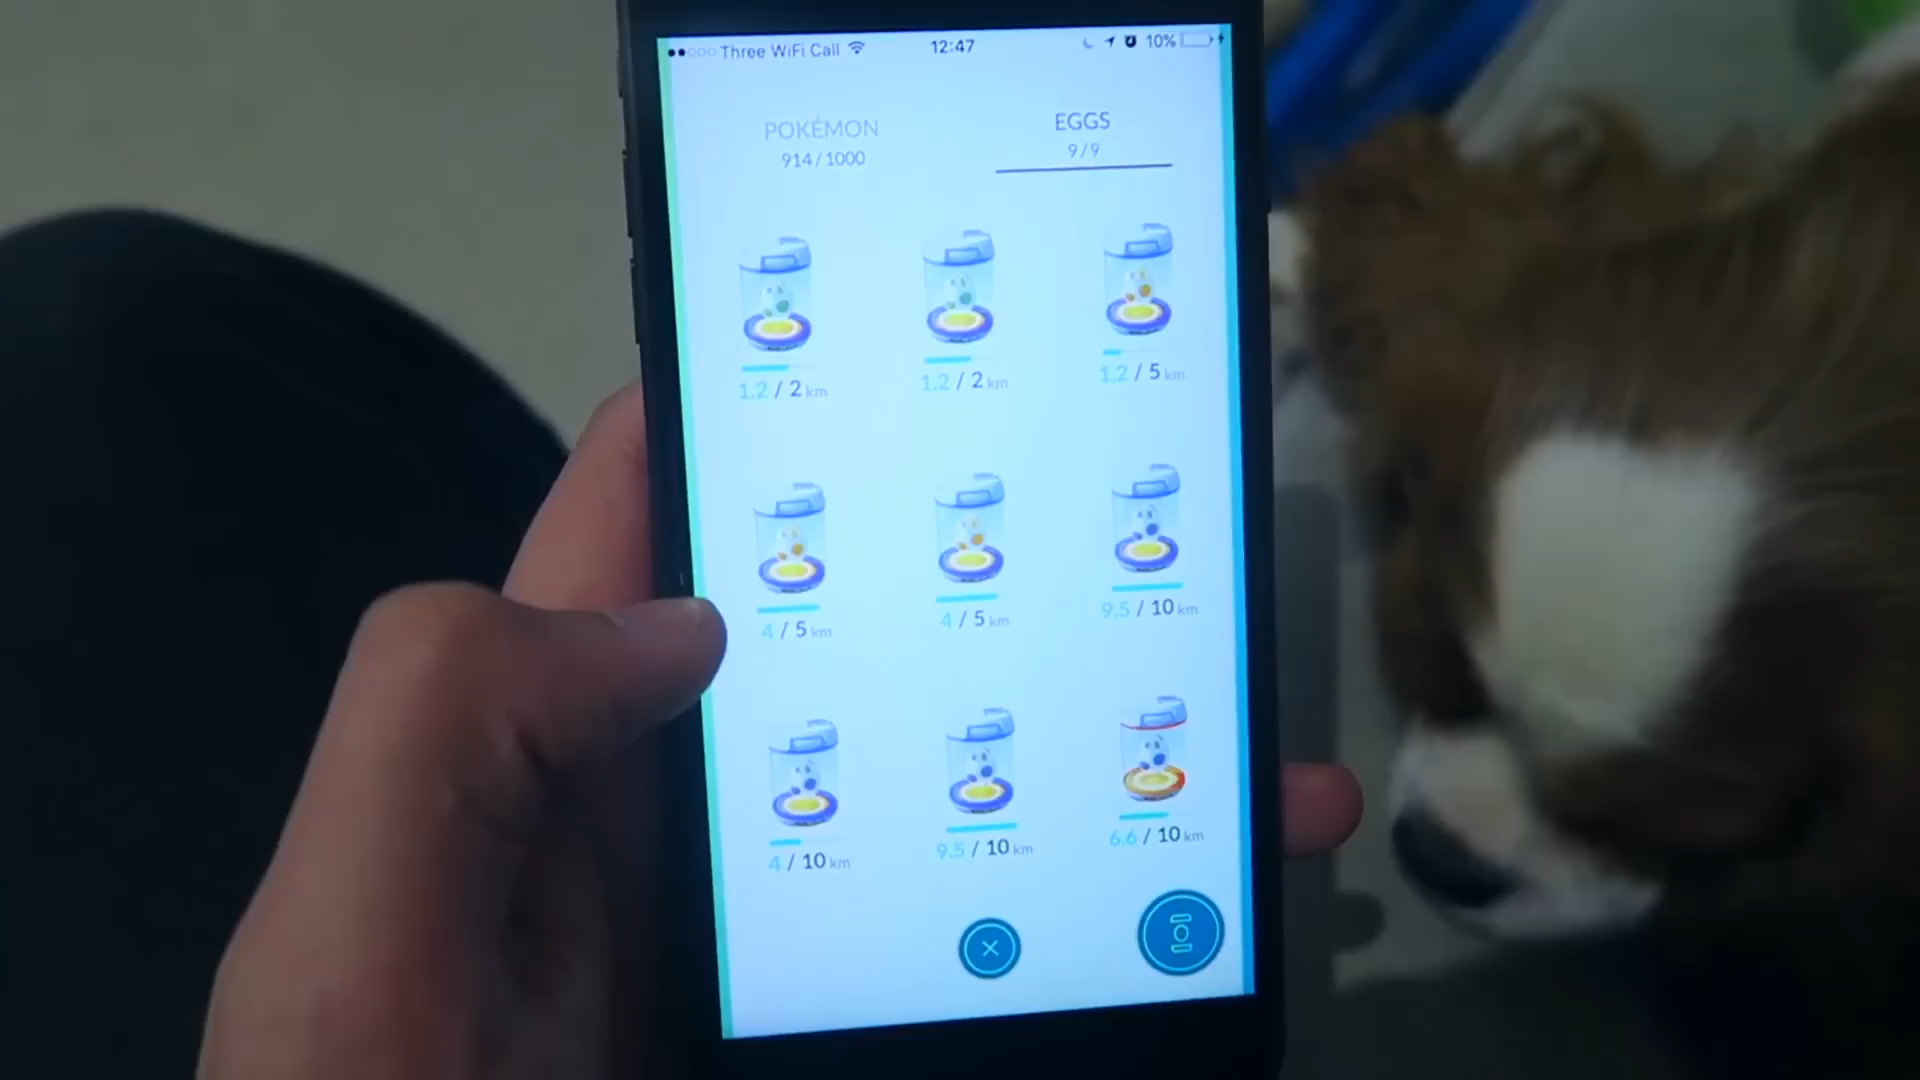 Three WiFi Call 12:47 10%
POKÉMON EGGS
914/1000 9/9
1.2 / 2 km 1.2 / 2 km 1.2 / 5 km
4 / 5 km 4 / 5 km 9.5 / 10 km
4 / 10 km 9.5 / 10 km 6.6 / 10 km